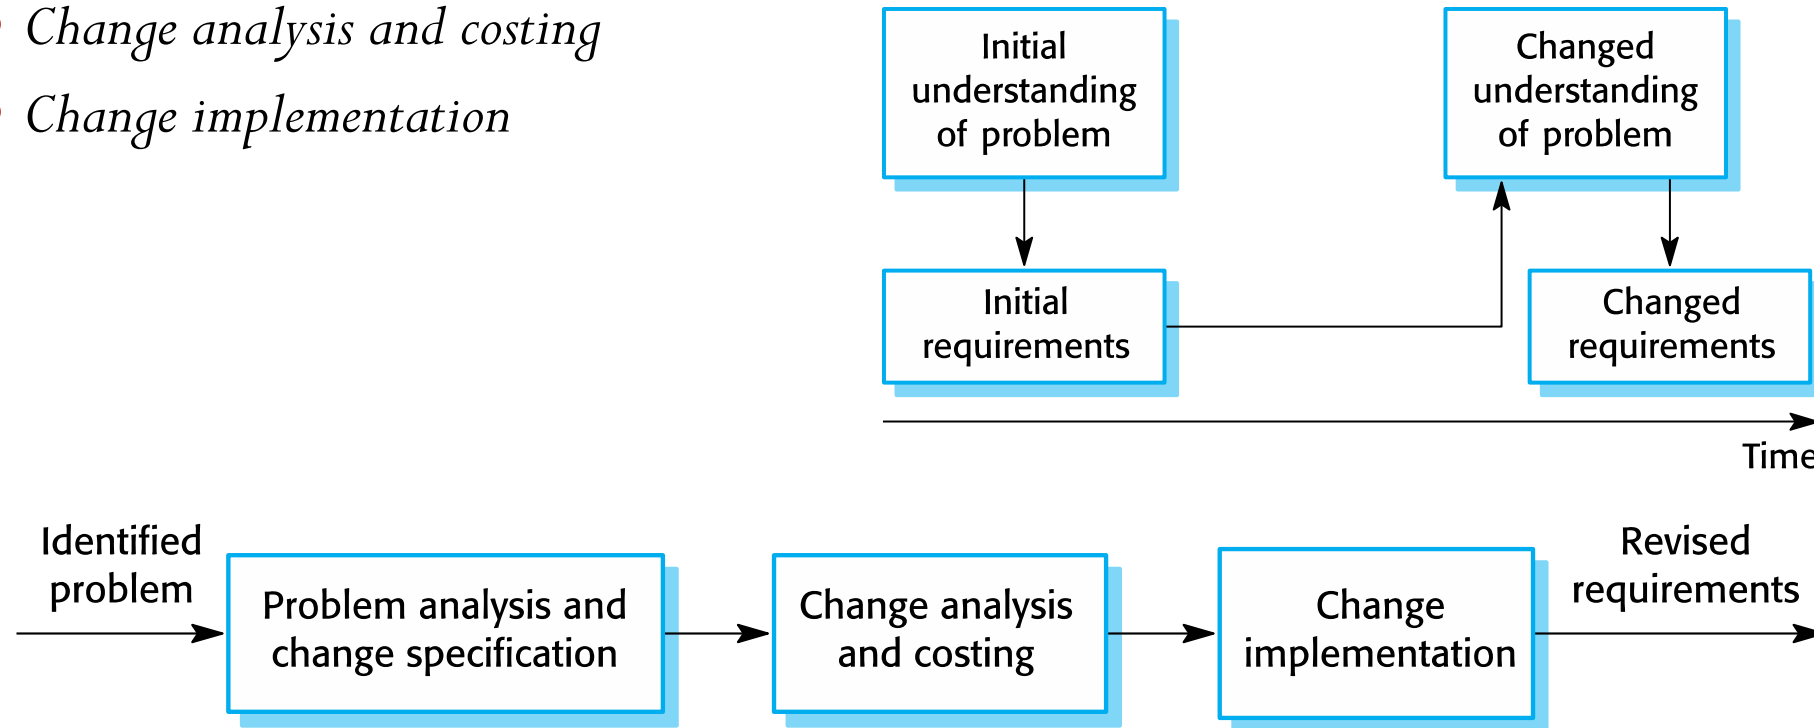 Change analysis and costing
Change implementation
Initial
understanding
of problem
Changed
understanding
of problem
Initial
requirements
Changed
requirements
Time
Identified
problem
Problem analysis and
change specification
Change analysis
and costing
Change
implementation
Revised
requirements